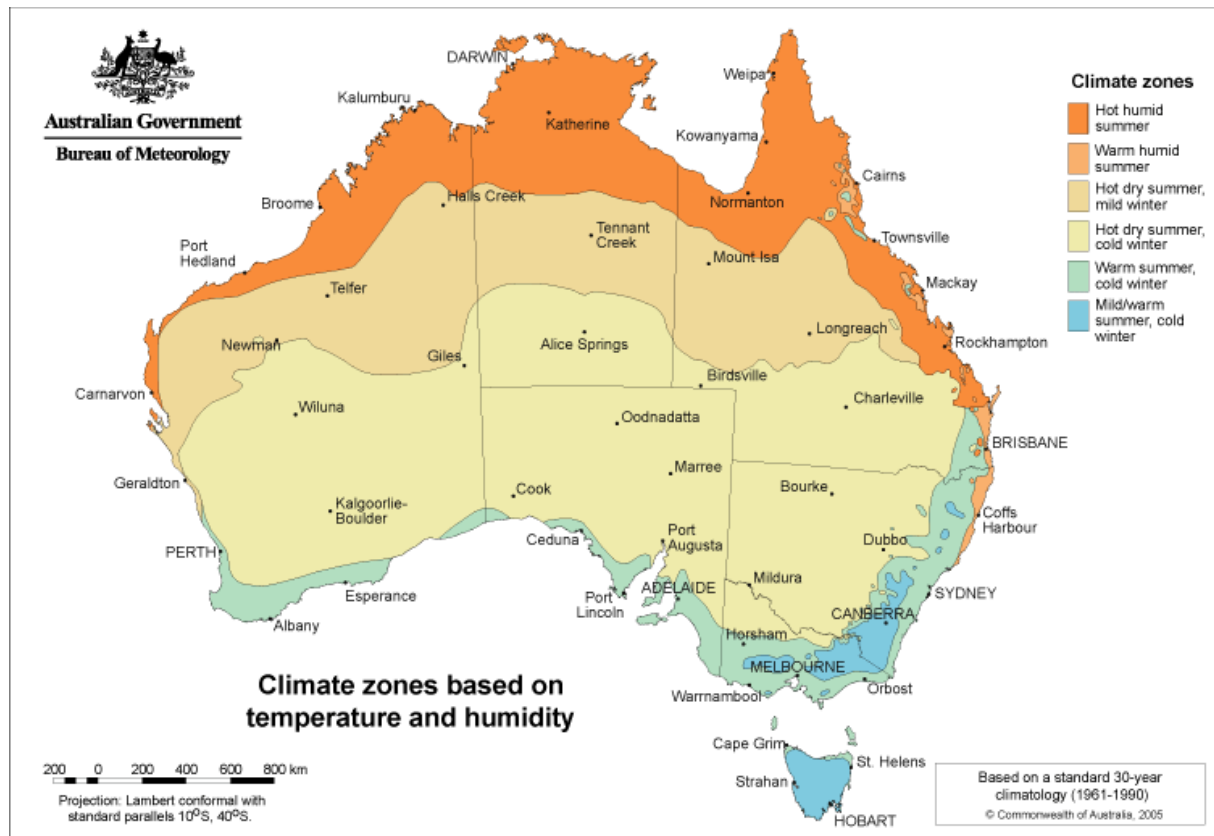 Australian Government
Bureau of Meteorology
DARWIN
Weipa
Kalumburu
Katherine
Kowanyama
Cairns
Broome
Halls Creek
Normanton
Tennant
Creek
Townsville
Port
Hedland
Mount Isa
Telfer
Mackay
Newman
Longreach
Rockhampton
Giles
Alice Springs
Birdsville
Carnarvon
Wiluna
Oodnadatta
Charleville
BRISBANE
Geraldton
Marree
Bourke
Cook
Kalgoorlie-
Boulder
Coffs
Harbour
PERTH
Ceduna
Port
Augusta
Dubbo
Esperance
Port
Lincoln
ADELAIDE
Mildura
SYDNEY
Albany
CANBERRA
Horsham
MELBOURNE
Warrnambool
Orbost
Cape Grim
St. Helens
Strahan
HOBART
Climate zones
Hot humid
summer
Warm humid
summer
Hot dry summer,
mild winter
Hot dry summer,
cold winter
Warm summer,
cold winter
Mild/warm
summer, cold
winter
Climate zones based on
temperature and humidity
200 0 200 400 600 800 km
Projection: Lambert conformal with
standard parallels 10ºS, 40ºS.
Based on a standard 30-year
climatology (1961-1990)
© Commonwealth of Australia, 2005